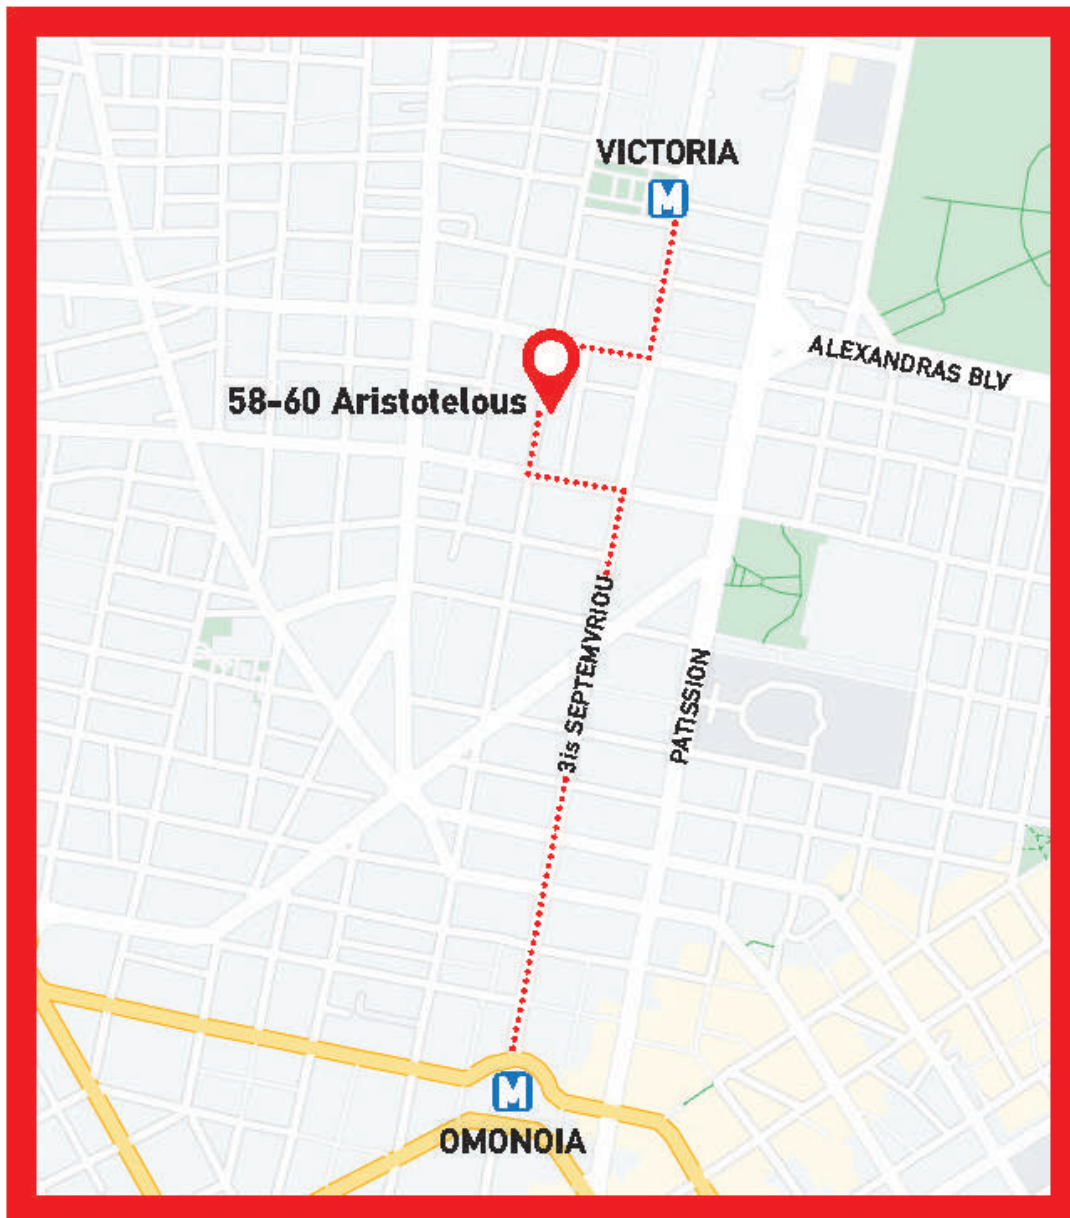 VICTORIA
M
ALEXANDRAS BLV
58-60 Aristotelous
3is SEPTEMVRIOU
PATISSION
M
OMONOIA